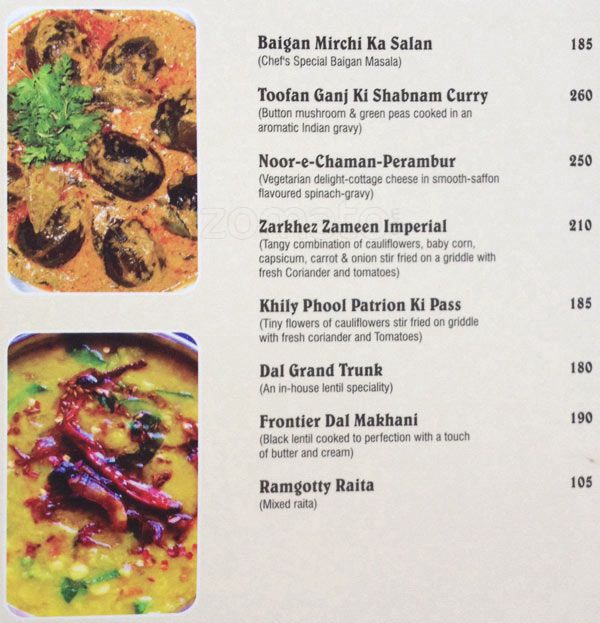 Baigan Mirchi Ka Salan 185
(Chef's Special Baigan Masala)
Toofan Ganj Ki Shabnam Curry 260
(Button mushroom & green peas cooked in an
aromatic Indian gravy)
Noor-e-Chaman-Perambur 250
(Vegetarian delight-cottage cheese in smooth-saffon
flavoured spinach-gravy)
zomato
Zarkhez Zameen Imperial 210
(Tangy combination of cauliflowers, baby corn,
capsicum, carrot & onion stir fried on a griddle with
fresh Coriander and tomatoes)
Khily Phool Patrion Ki Pass 185
(Tiny flowers of cauliflowers stir fried on griddle
with fresh coriander and Tomatoes)
Dal Grand Trunk 180
(An in-house lentil speciality)
Frontier Dal Makhani 190
(Black lentil cooked to perfection with a touch
of butter and cream)
Ramgotty Raita 105
(Mixed raita)